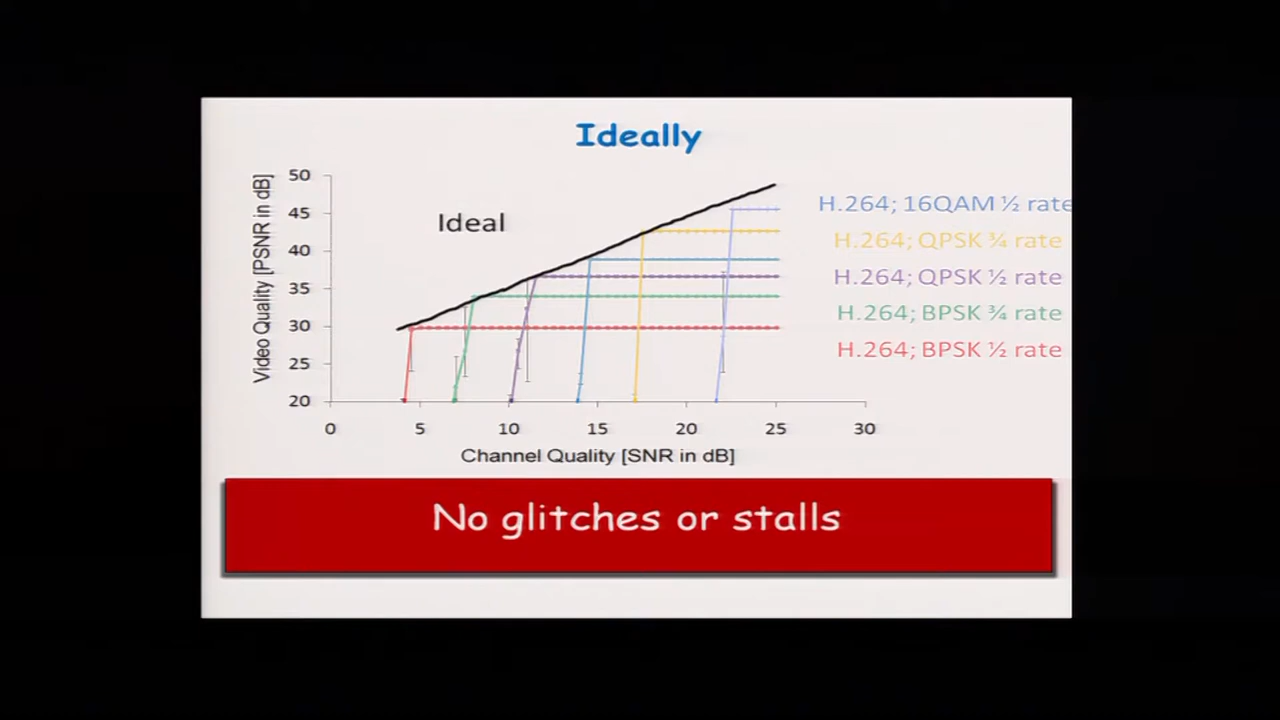 Ideally
Video Quality [PSNR in dB]
50
45
40
35
30
25
20
Ideal
H.264; 16QAM ½ rate
H.264; QPSK ¾ rate
H.264; QPSK ½ rate
H.264; BPSK ¾ rate
H.264; BPSK ½ rate
0 5 10 15 20 25 30
Channel Quality [SNR in dB]
No glitches or stalls